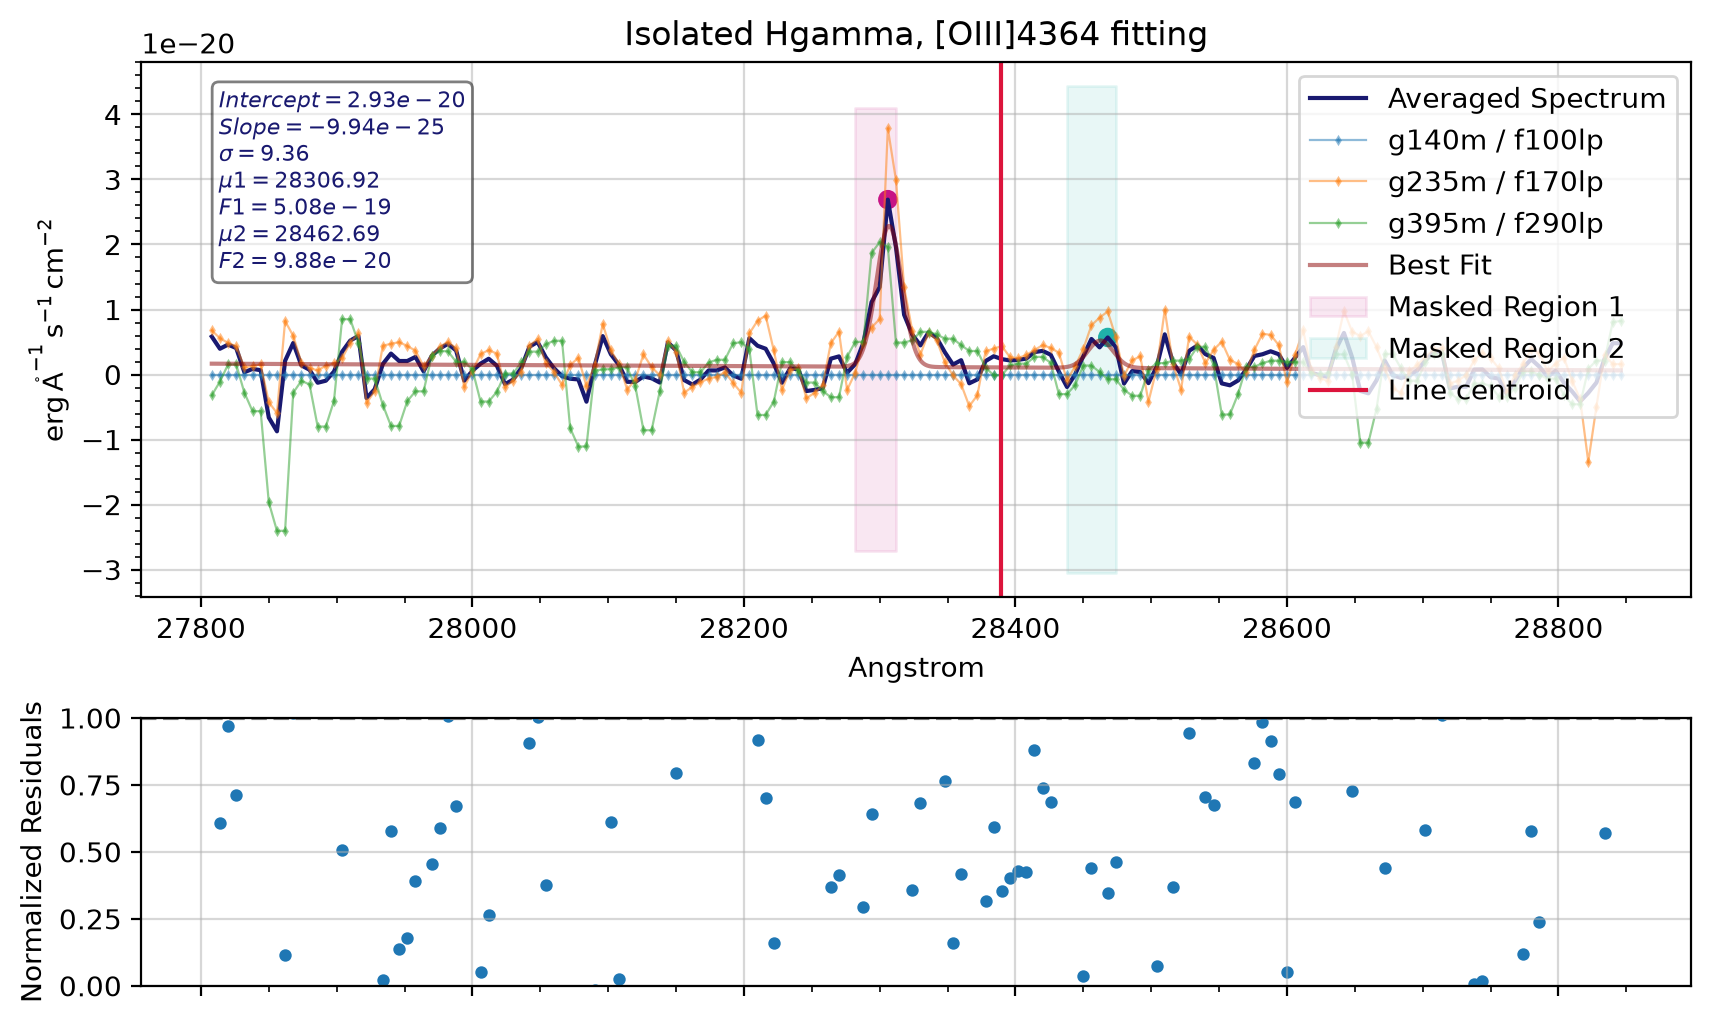 Isolated Hgamma, [OIII]4364 fitting
1e−20
Intercept = 2.93e − 20
Slope = −9.94e − 25
σ = 9.36
μ1 = 28306.92
F1 = 5.08e − 19
μ2 = 28462.69
F2 = 9.88e − 20
Averaged Spectrum
g140m / f100lp
g235m / f170lp
g395m / f290lp
Best Fit
Masked Region 1
Masked Region 2
Line centroid
erg Å⁻¹ s⁻¹ cm⁻²
4
3
2
1
0
−1
−2
−3
27800 28000 28200 28400 28600 28800
Angstrom
Normalized Residuals
1.00
0.75
0.50
0.25
0.00